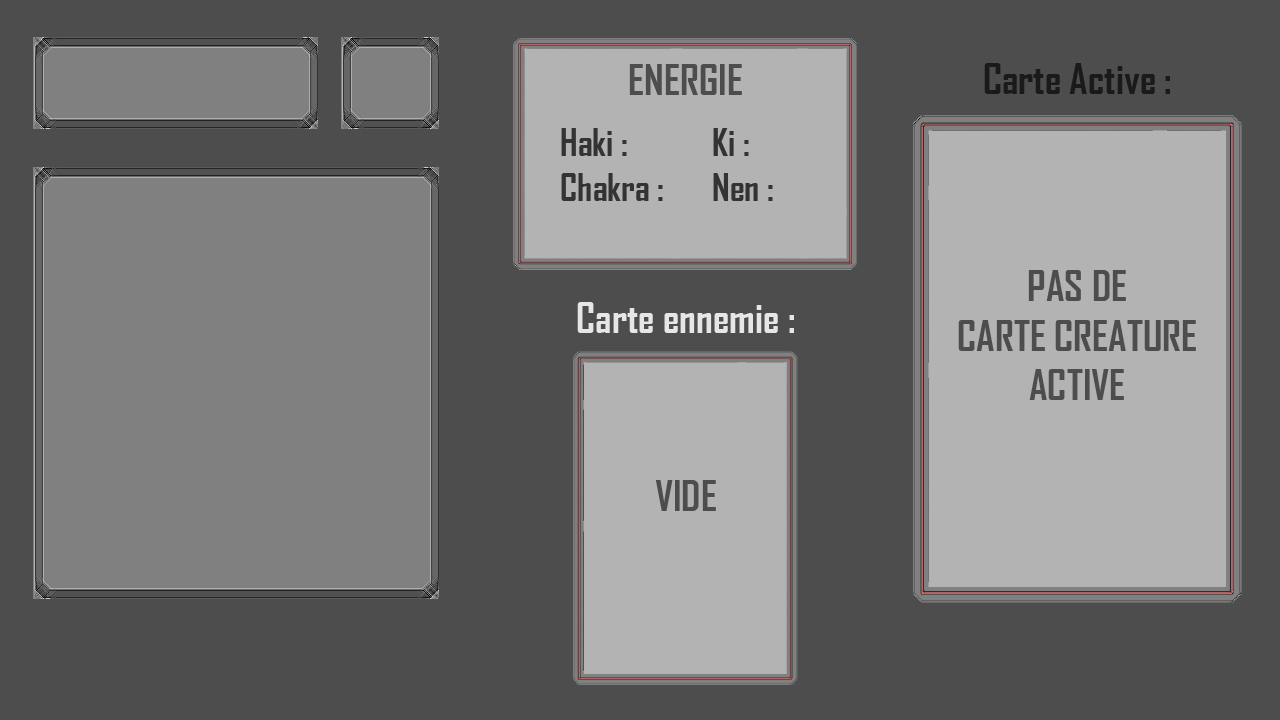 ENERGIE
Haki : Ki :
Chakra : Nen :
Carte ennemie :
VIDE
Carte Active :
PAS DE
CARTE CREATURE
ACTIVE